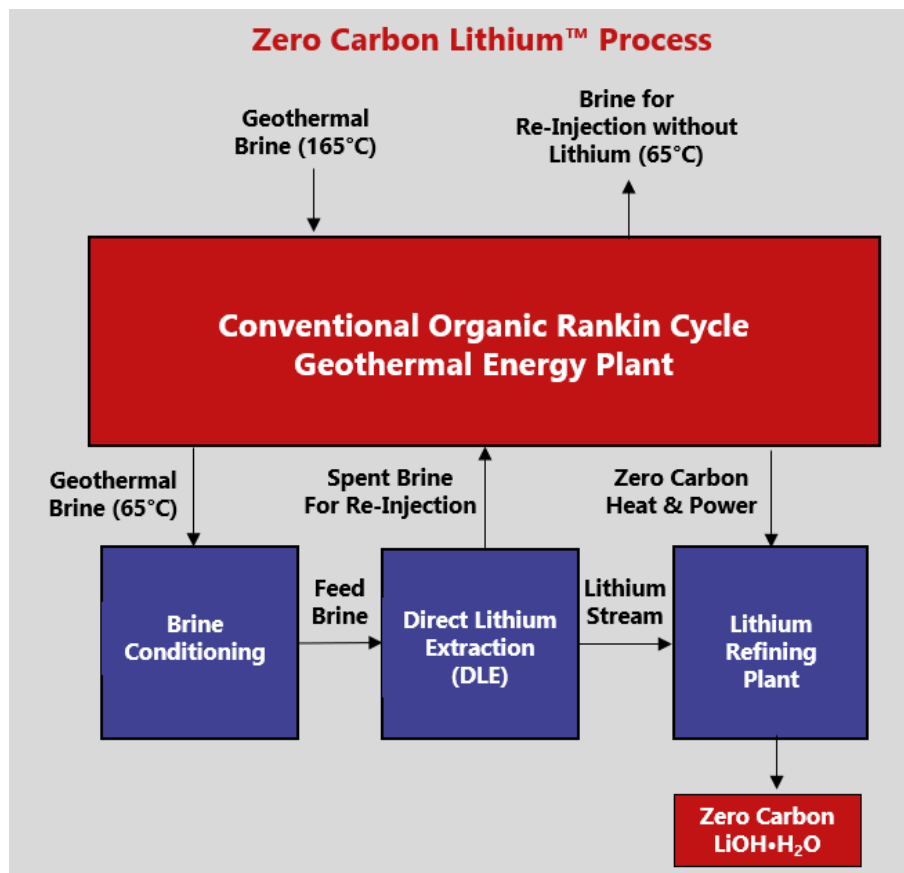 Zero Carbon Lithium™ Process
Geothermal
Brine (165°C)
Brine for
Re-Injection without
Lithium (65°C)
Conventional Organic Rankin Cycle
Geothermal Energy Plant
Geothermal
Brine (65°C)
Spent Brine
For Re-Injection
Zero Carbon
Heat & Power
Brine
Conditioning
Feed
Brine
Direct Lithium
Extraction
(DLE)
Lithium
Stream
Lithium
Refining
Plant
Zero Carbon
LiOH•H₂O